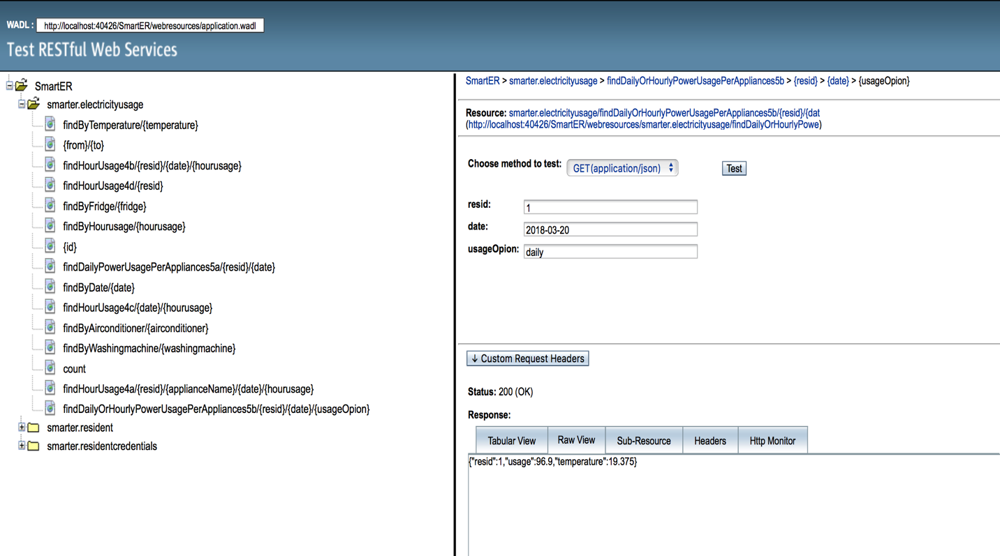 WADL : http://localhost:40426/SmartER/webresources/application.wadl
Test RESTful Web Services
SmartER
smarter.electricityusage
findByTemperature/{temperature}
{from}/{to}
findHourUsage4b/{resid}/{date}/{hourusage}
findHourUsage4d/{resid}
findByFridge/{fridge}
findByHourusage/{hourusage}
{id}
findDailyPowerUsagePerAppliances5a/{resid}/{date}
findByDate/{date}
findHourUsage4c/{date}/{hourusage}
findByAirconditioner/{airconditioner}
findByWashingmachine/{washingmachine}
count
findHourUsage4a/{resid}/{applianceName}/{date}/{hourusage}
findDailyOrHourlyPowerUsagePerAppliances5b/{resid}/{date}/{usageOpion}
smarter.resident
smarter.residentcredentials
SmartER > smarter.electricityusage > findDailyOrHourlyPowerUsagePerAppliances5b > {resid} > {date} > {usageOpion}
Resource: smarter.electricityusage/findDailyOrHourlyPowerUsagePerAppliances5b/{resid}/{dat
(http://localhost:40426/SmartER/webresources/smarter.electricityusage/findDailyOrHourlyPowe)
Choose method to test: GET(application/json) Test
resid: 1
date: 2018-03-20
usageOpion: daily
↓ Custom Request Headers
Status: 200 (OK)
Response:
Tabular View Raw View Sub-Resource Headers Http Monitor
{"resid":1,"usage":96.9,"temperature":19.375}